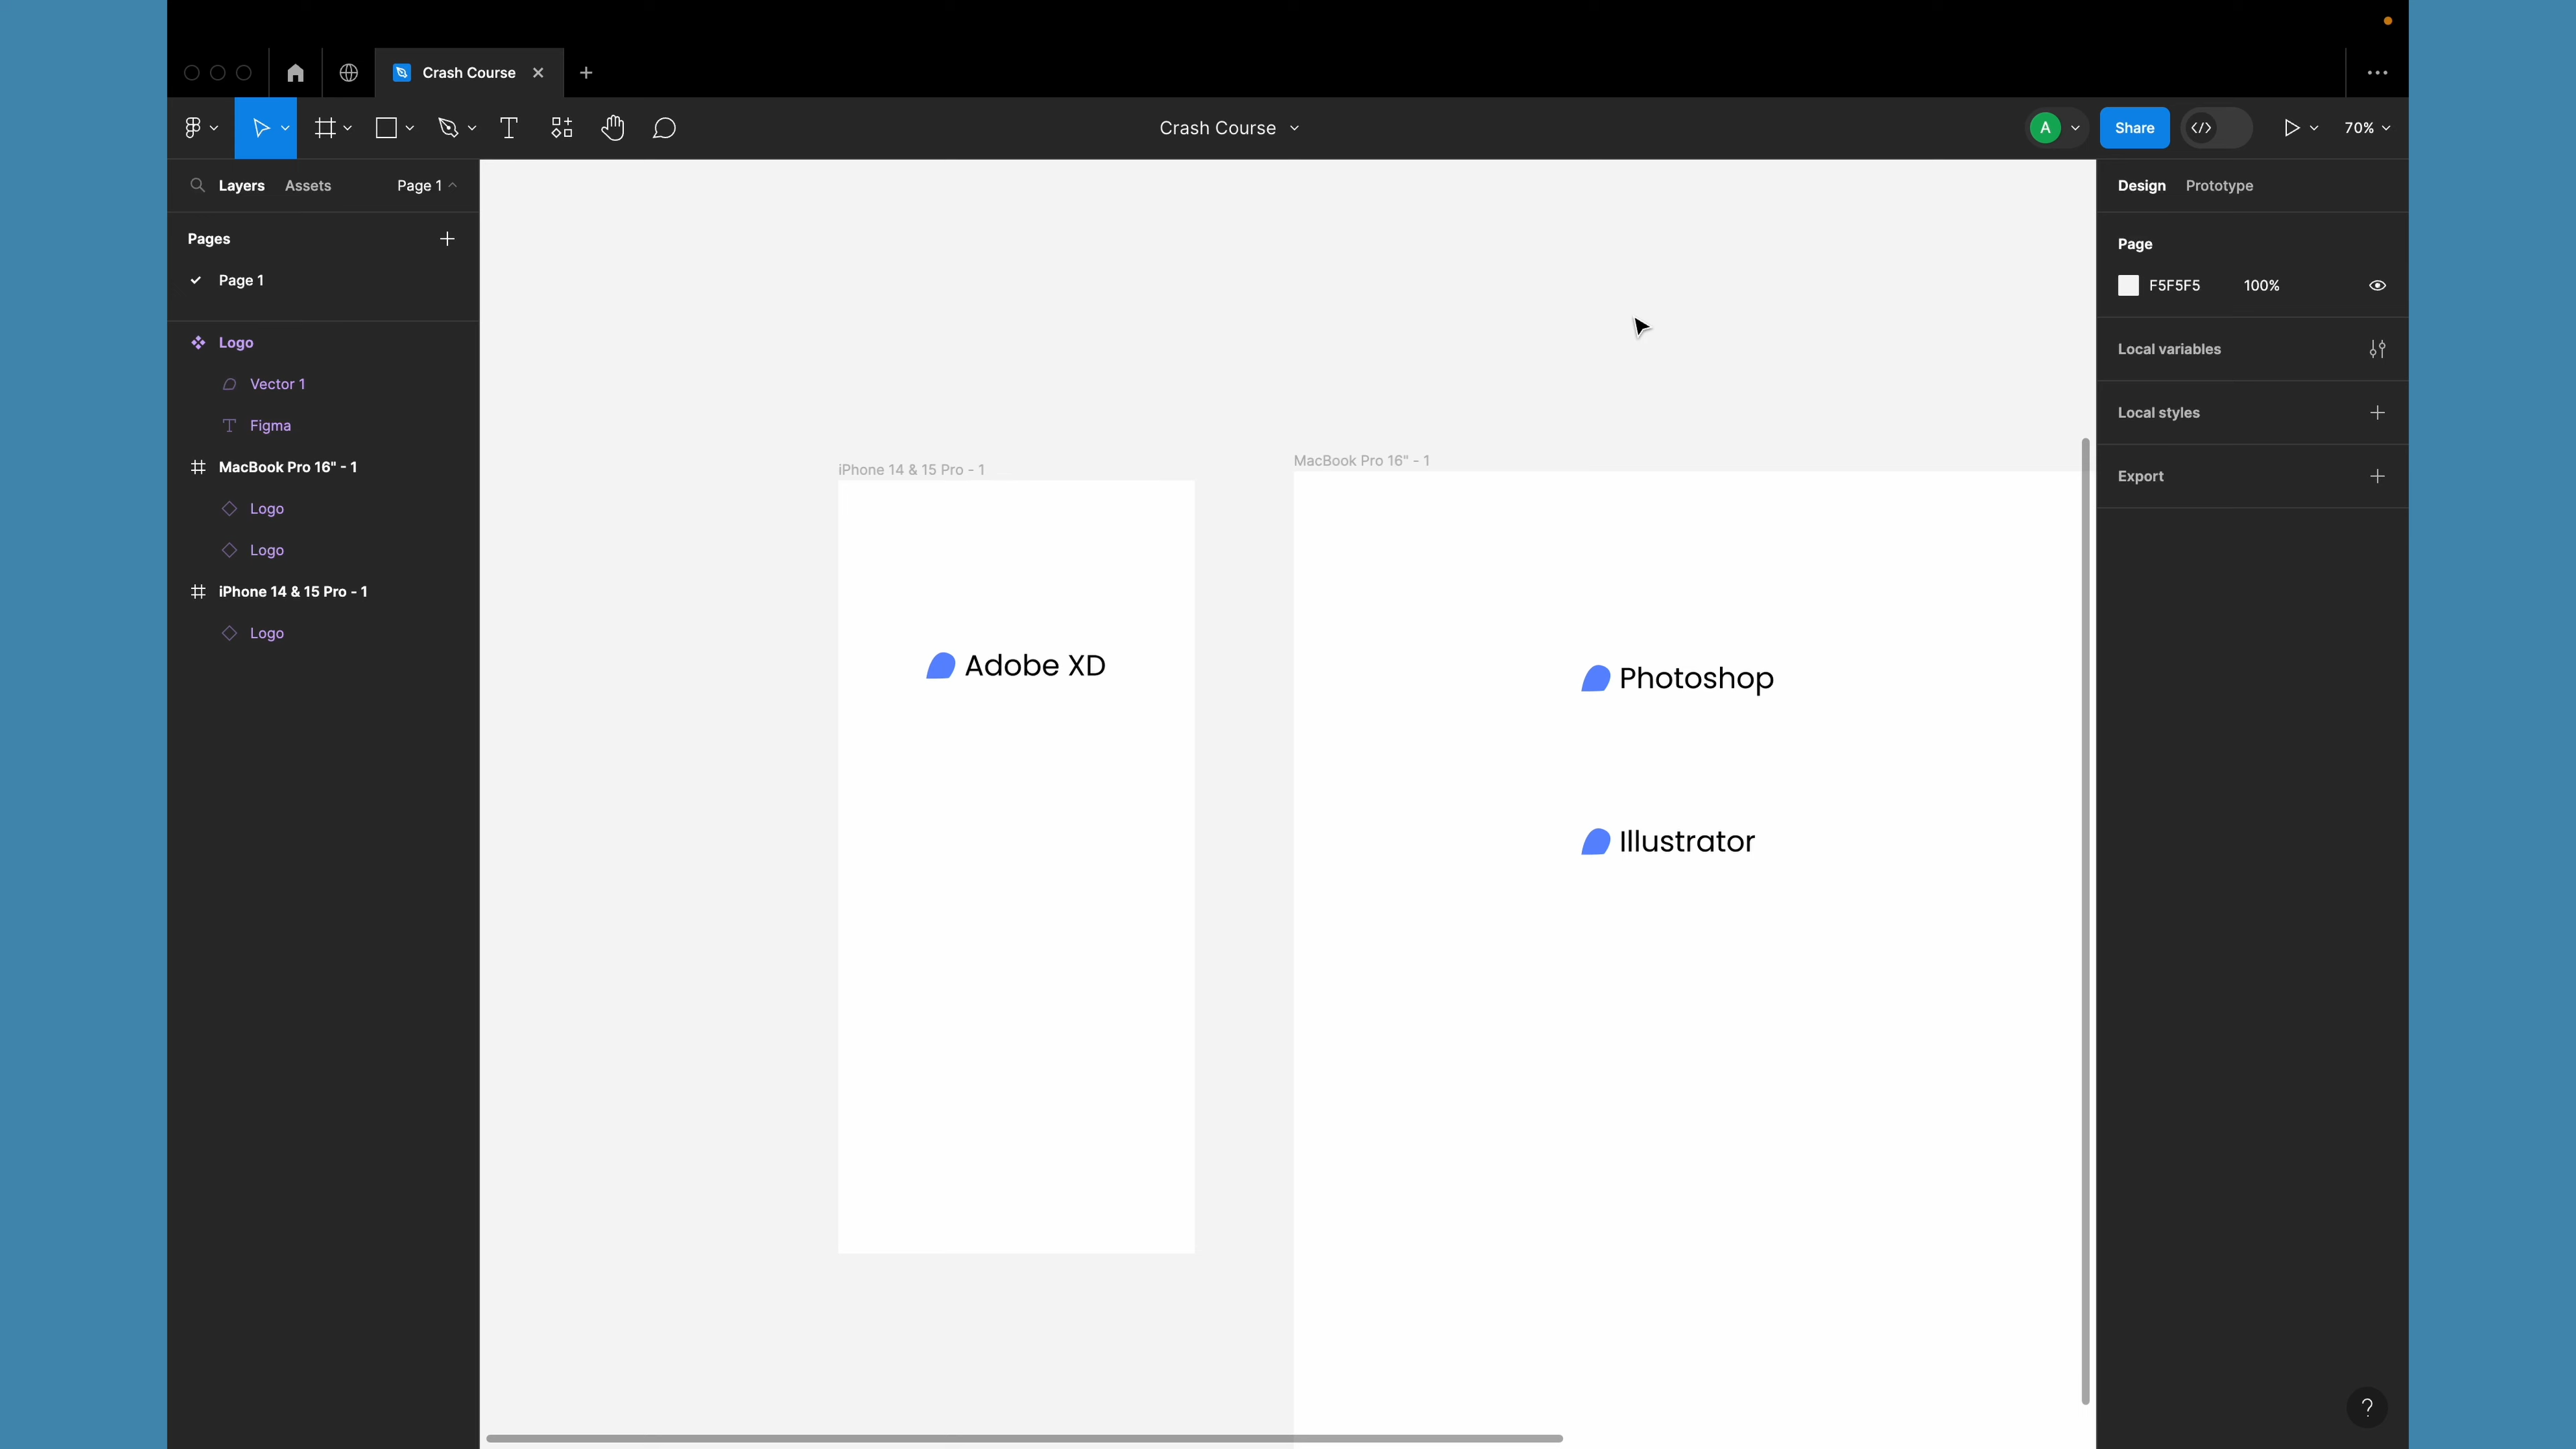 Crash Course
Crash Course
A
Share
70%
Layers Assets Page 1
Design Prototype
Pages
Page 1
Page
F5F5F5 100%
Logo
Vector 1
Figma
MacBook Pro 16" - 1
Logo
Logo
iPhone 14 & 15 Pro - 1
Logo
Local variables
Local styles
Export
iPhone 14 & 15 Pro - 1
MacBook Pro 16" - 1
Adobe XD
Photoshop
Illustrator
?